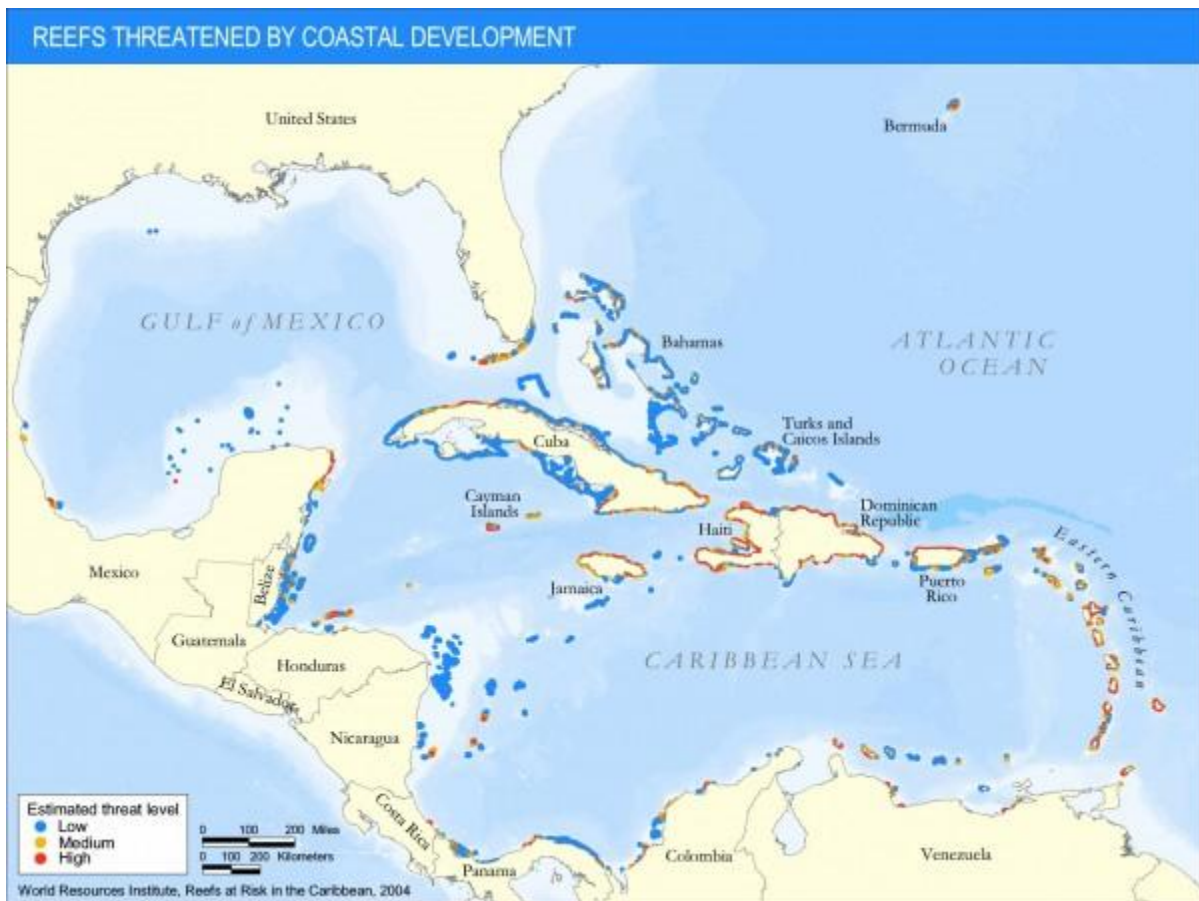 REEFS THREATENED BY COASTAL DEVELOPMENT
United States
Bermuda
GULF of MEXICO
ATLANTIC
OCEAN
Bahamas
Turks and
Caicos Islands
Cuba
Cayman
Islands
Dominican
Republic
Haiti
Mexico
Belize
Jamaica
Puerto
Rico
Eastern Caribbean
Guatemala
Honduras
CARIBBEAN SEA
El Salvador
Nicaragua
Costa Rica
Panama
Colombia
Venezuela
Estimated threat level
Low
Medium
High
0 100 200 Miles
0 100 200 Kilometers
World Resources Institute, Reefs at Risk in the Caribbean, 2004